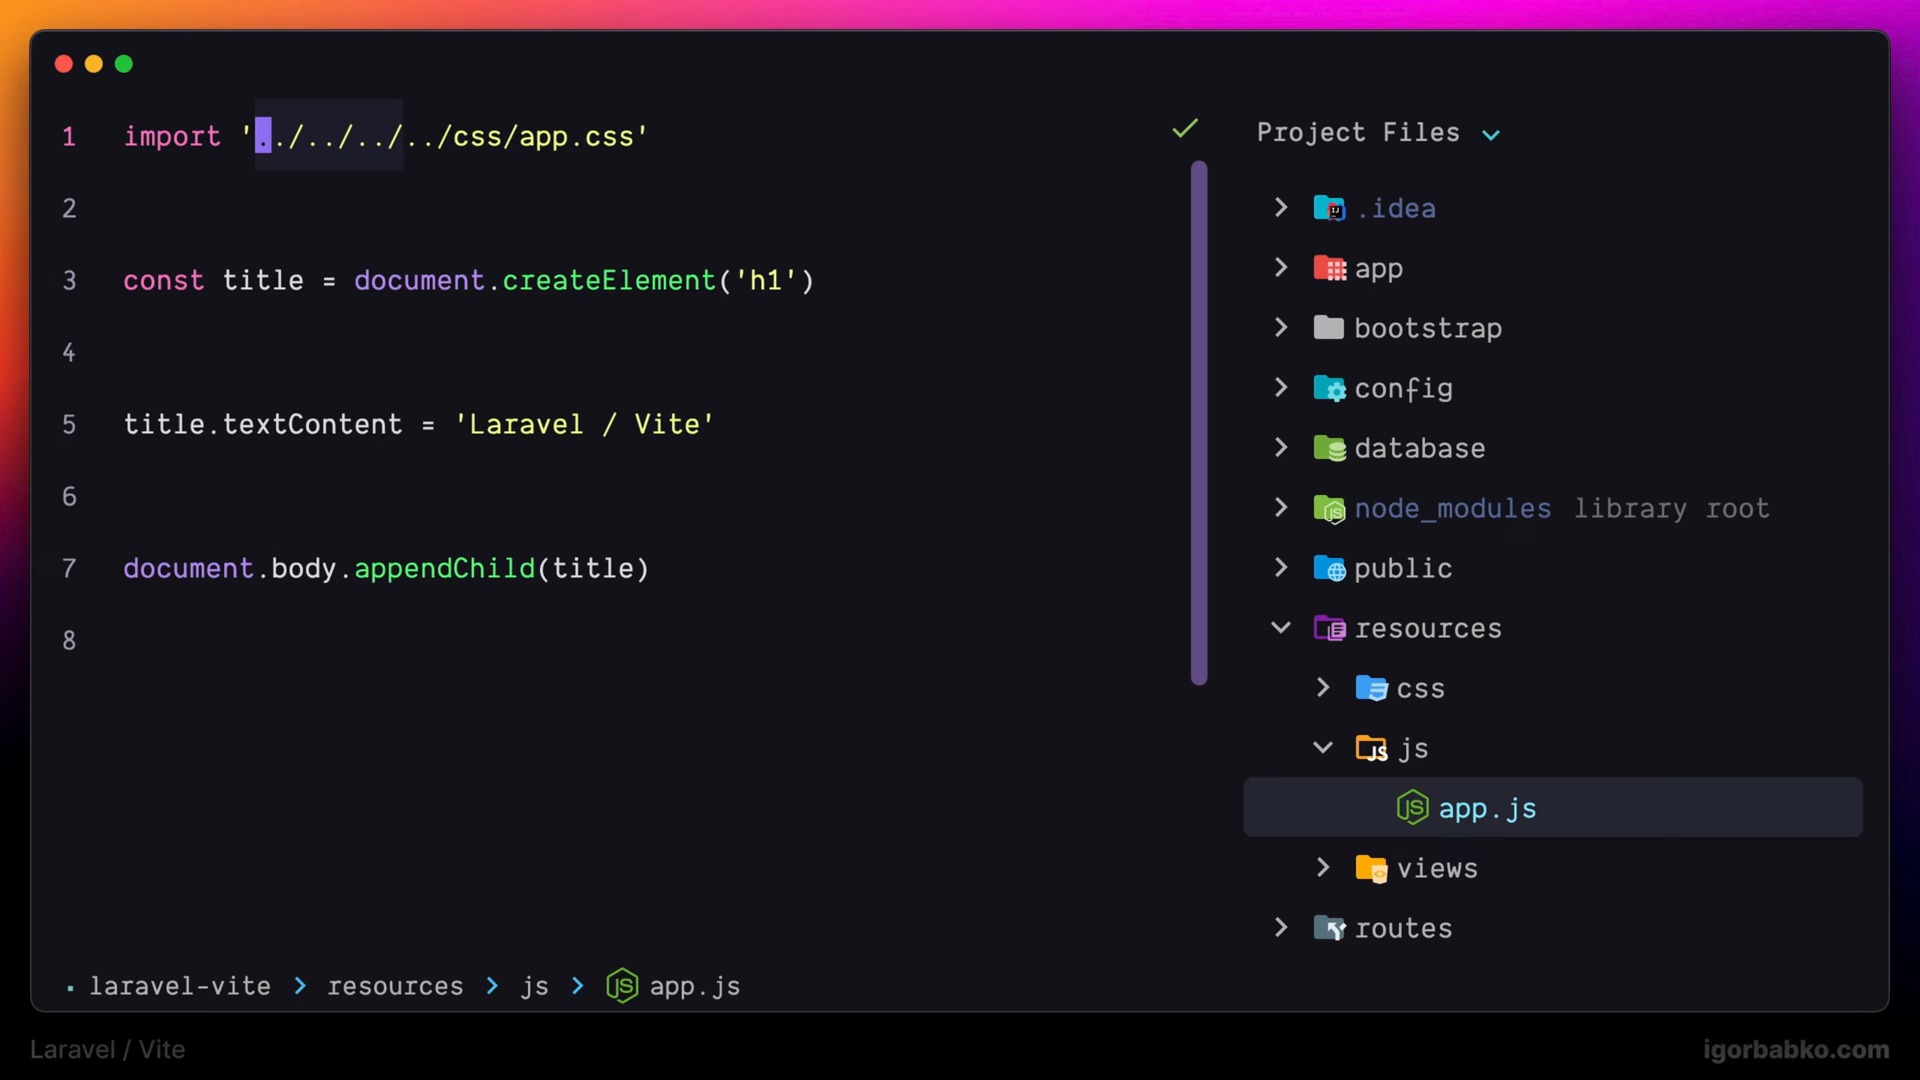 1 import '../../../../css/app.css'
2
3 const title = document.createElement('h1')
4
5 title.textContent = 'Laravel / Vite'
6
7 document.body.appendChild(title)
8
Project Files
.idea
app
bootstrap
config
database
node_modules library root
public
resources
css
js
app.js
views
routes
laravel-vite > resources > js > app.js
Laravel / Vite
igorbabko.com